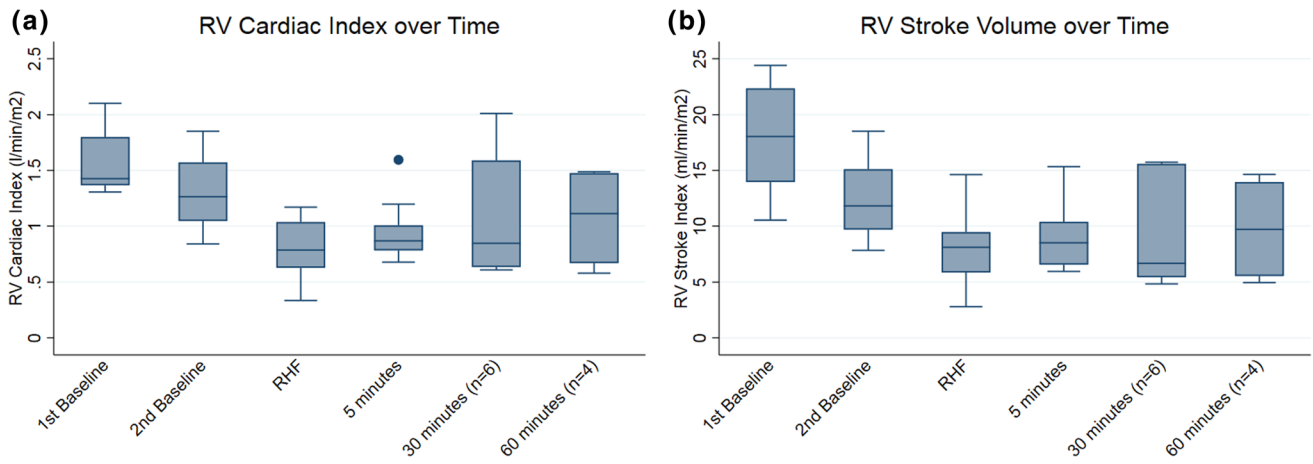 (a)
RV Cardiac Index over Time
RV Cardiac Index (l/min/m2)
2.5
2
1.5
1
.5
0
1st Baseline
2nd Baseline
RHF
5 minutes
30 minutes (n=6)
60 minutes (n=4)
(b)
RV Stroke Volume over Time
RV Stroke Index (ml/min/m2)
25
20
15
10
5
0
1st Baseline
2nd Baseline
RHF
5 minutes
30 minutes (n=6)
60 minutes (n=4)